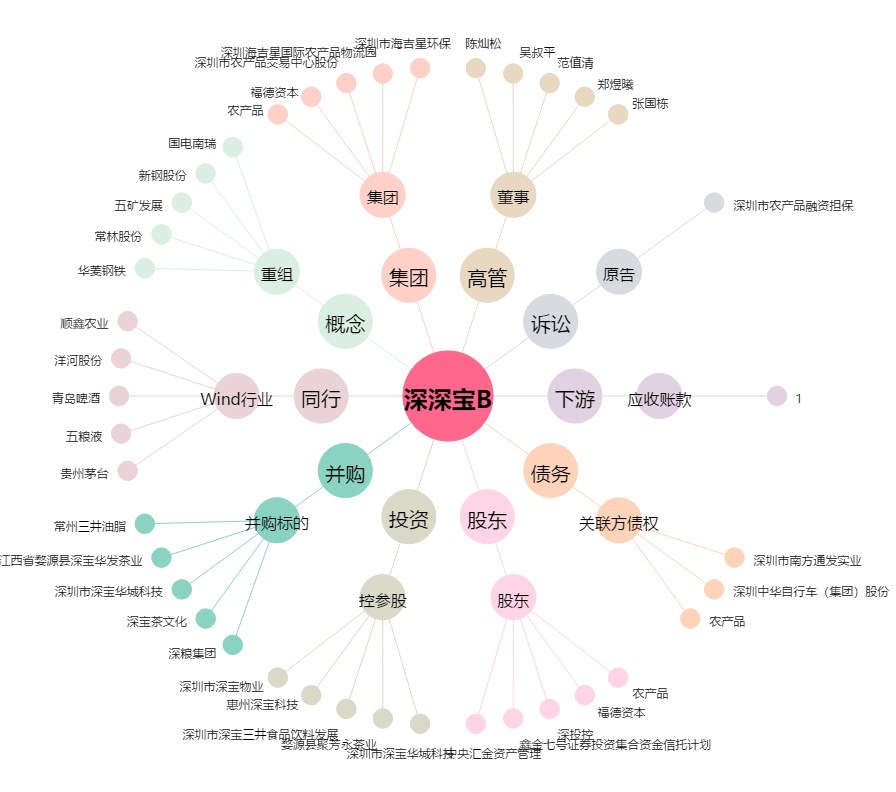 深圳市海吉星环保
陈灿松
深圳海吉星国际农产品物流园
吴叔平
深圳市农产品交易中心股份
范值清
福德资本
郑煜曦
农产品
张国栋
国电南瑞
新钢股份
集团
董事
五矿发展
深圳市农产品融资担保
常林股份
华菱钢铁
重组
集团
高管
原告
顺鑫农业
概念
诉讼
洋河股份
青岛啤酒
Wind行业
同行
深深宝B
下游
应收账款
1
五粮液
贵州茅台
并购
债务
常州三井油脂
并购标的
投资
股东
关联方债权
江西省婺源县深宝华发茶业
深圳市南方通发实业
深圳市深宝华城科技
深圳中华自行车（集团）股份
控参股
股东
深宝茶文化
农产品
深粮集团
深圳市深宝物业
农产品
惠州深宝科技
福德资本
深圳市深宝三井食品饮料发展
深投控
婺源县聚芳永茶业
鑫金七号证券投资集合资金信托计划
深圳市深宝华城科技
中央汇金资产管理